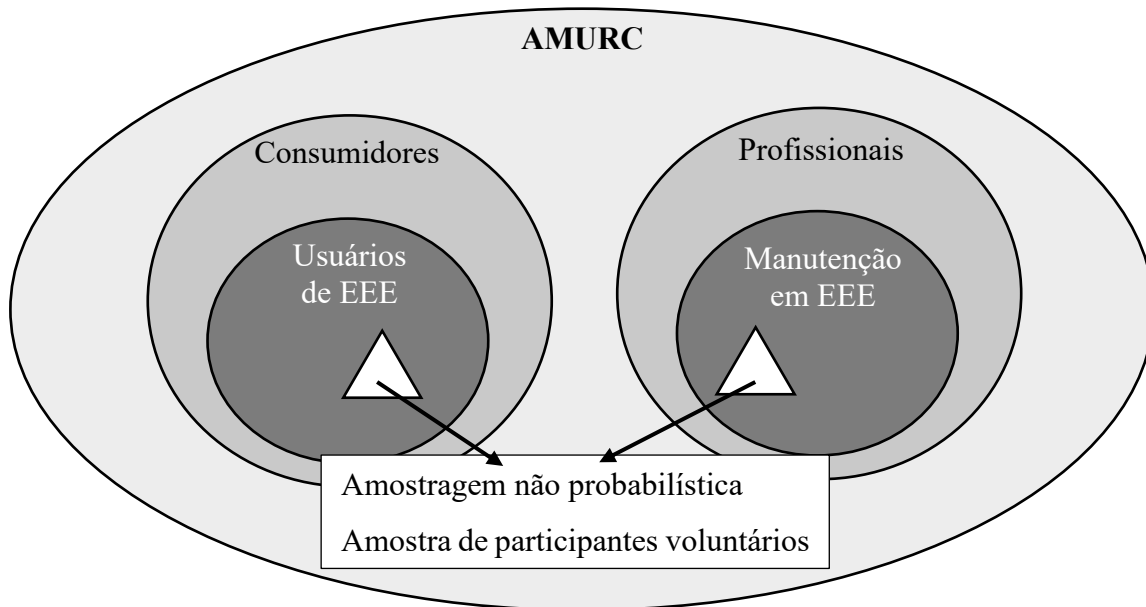 AMURC
Consumidores
Usuários
de EEE
Profissionais
Manutenção
em EEE
Amostragem não probabilística
Amostra de participantes voluntários